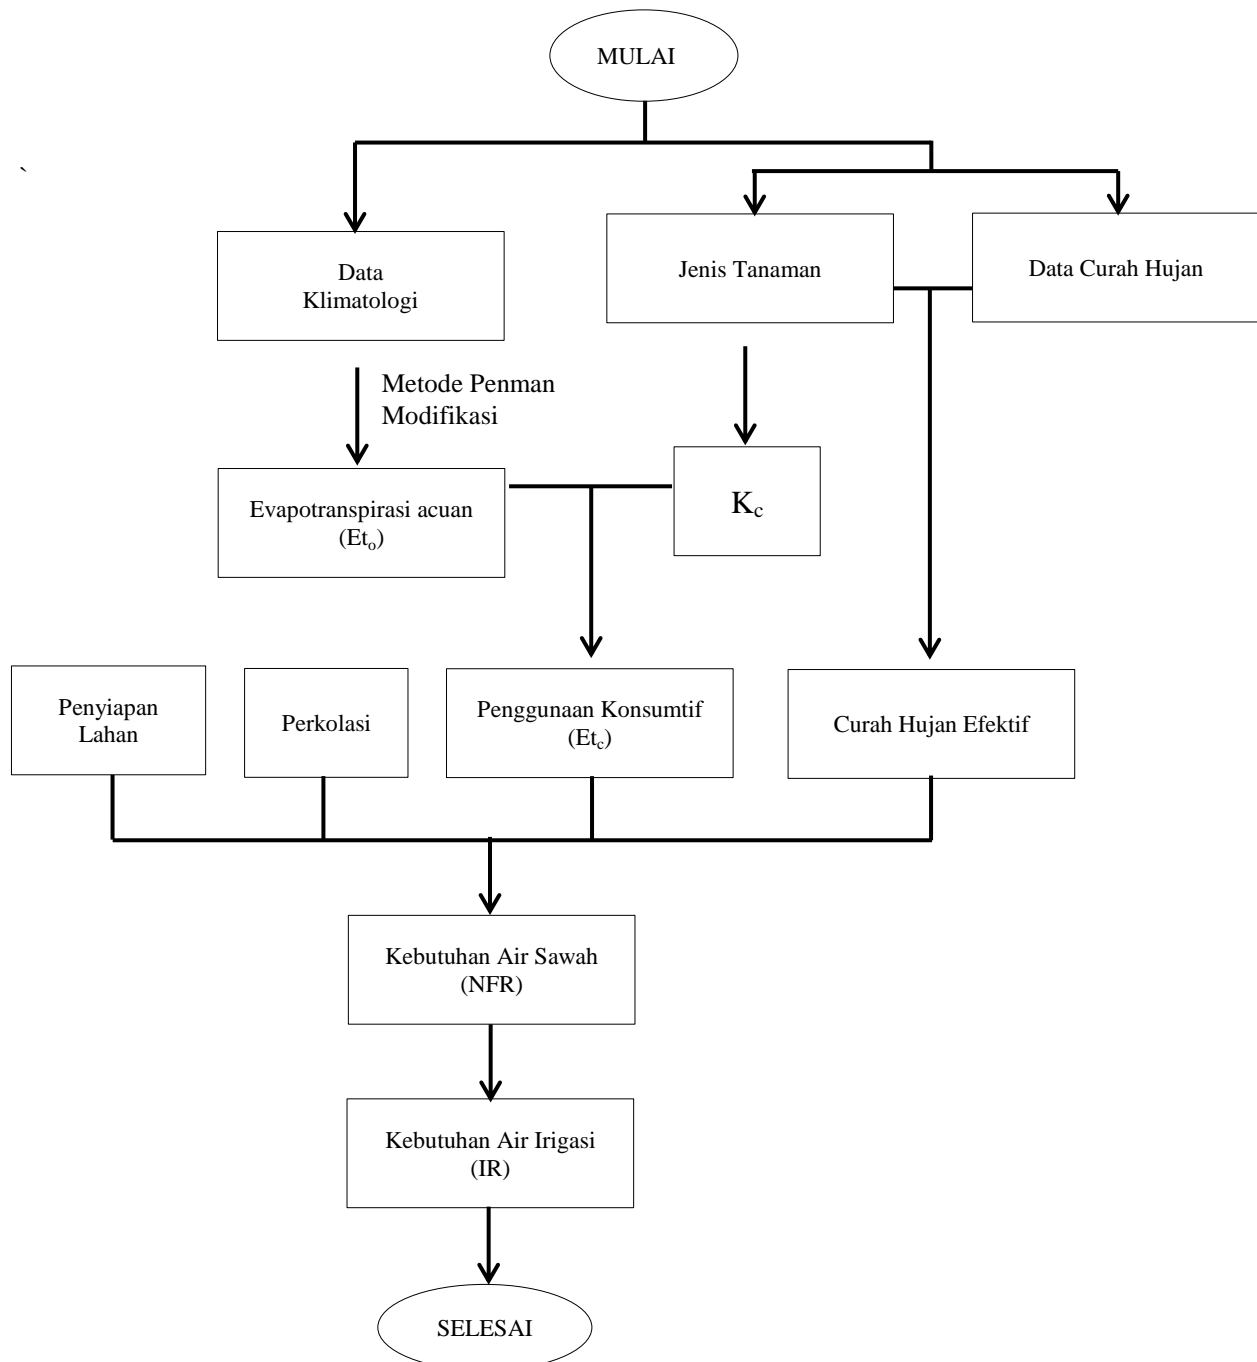 MULAI
`
Data
Klimatologi
Jenis Tanaman
Data Curah Hujan
Metode Penman
Modifikasi
Evapotranspirasi acuan
(Eto)
Kc
Penyiapan
Lahan
Perkolasi
Penggunaan Konsumtif
(Etc)
Curah Hujan Efektif
Kebutuhan Air Sawah
(NFR)
Kebutuhan Air Irigasi
(IR)
SELESAI